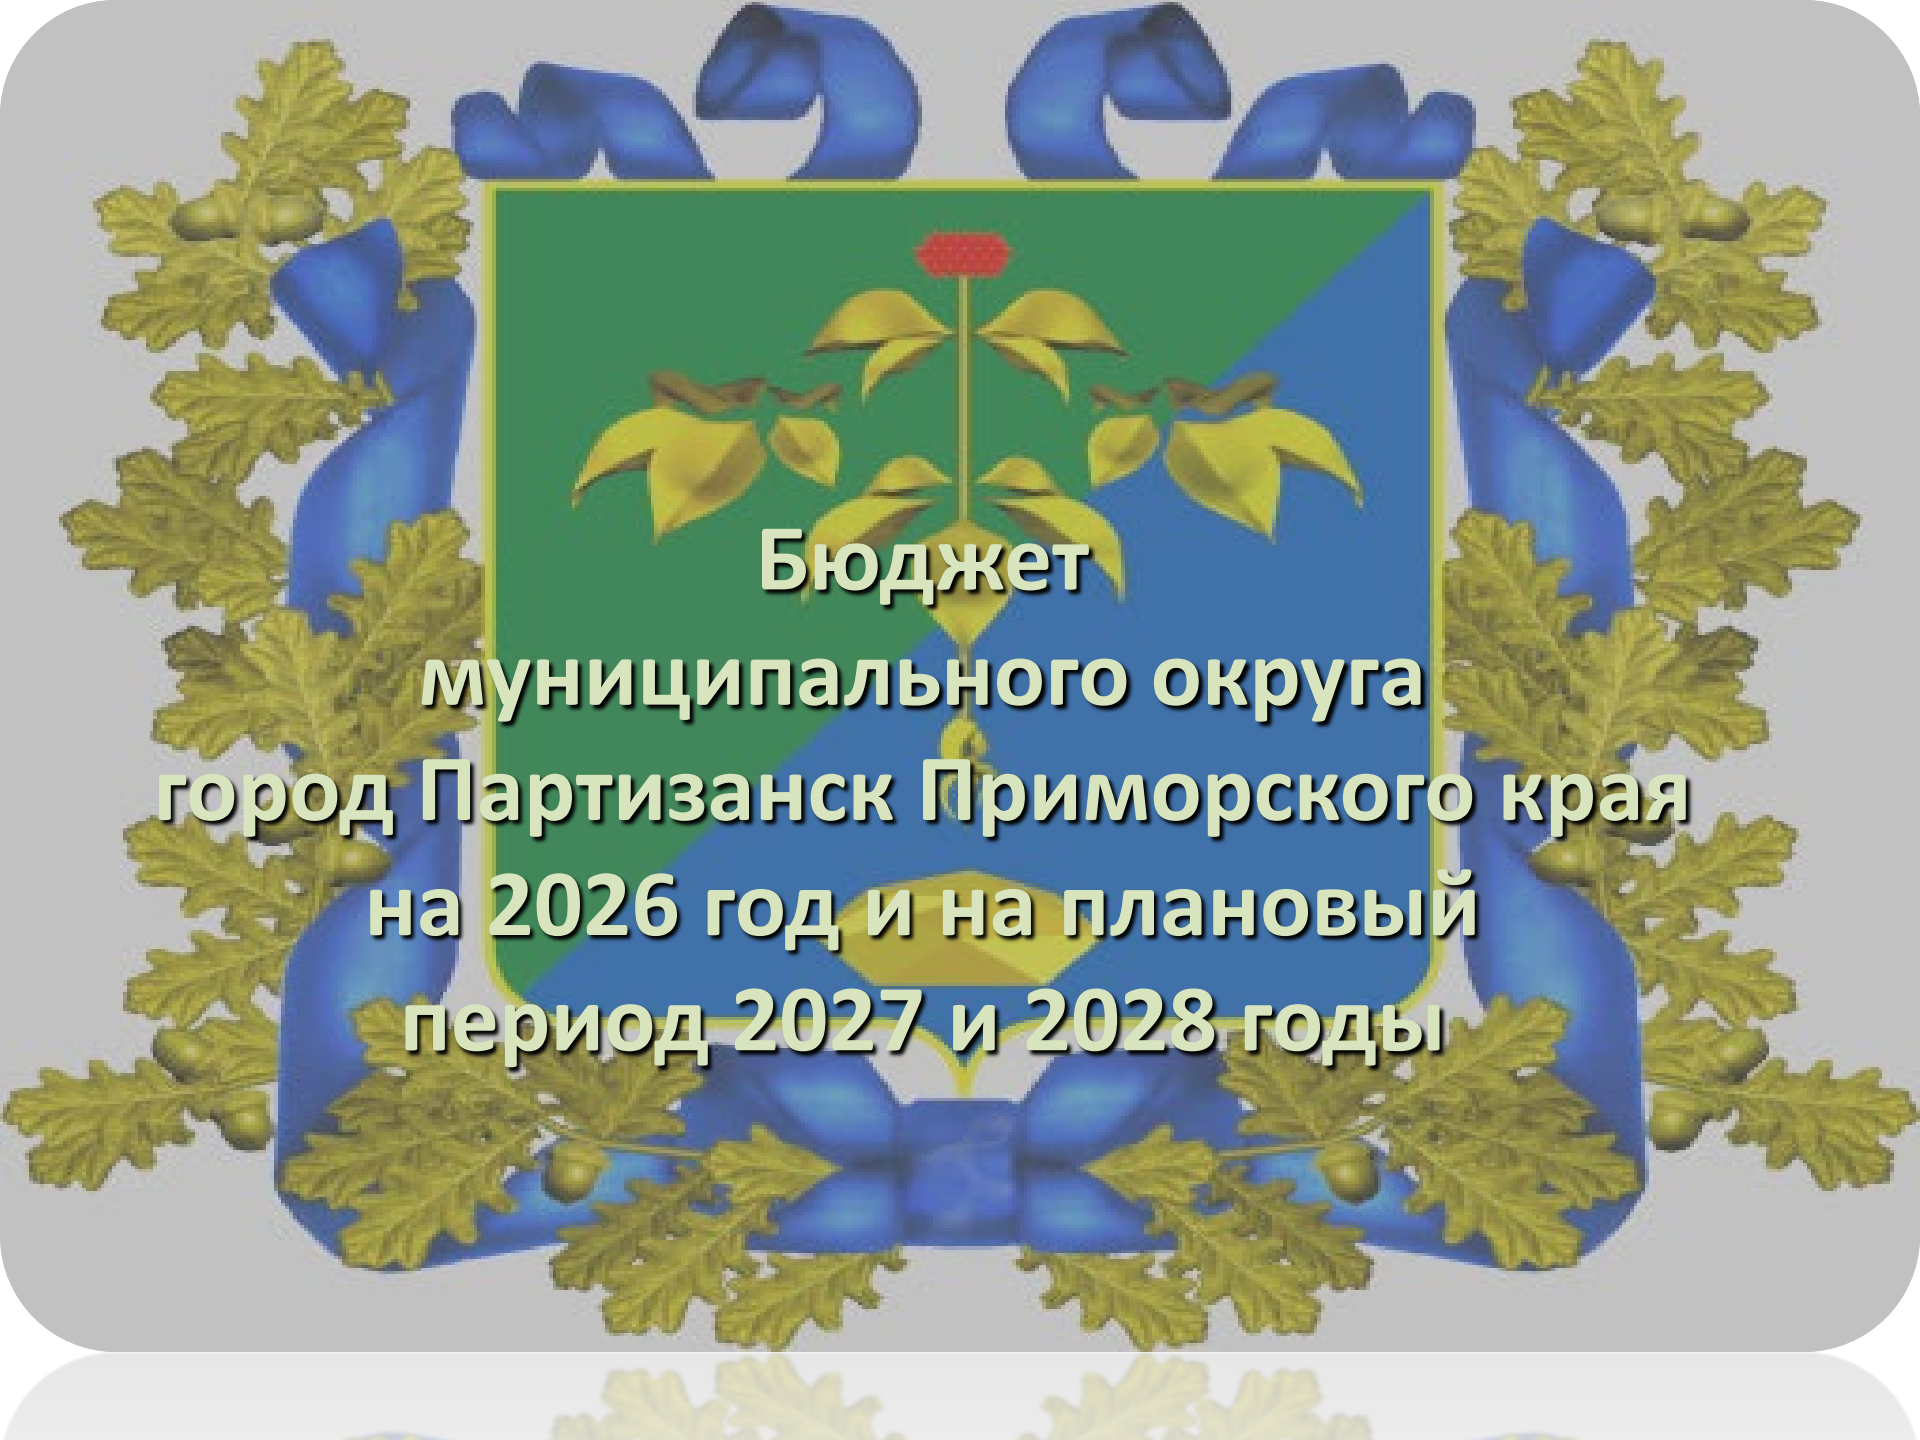 Бюджет
муниципального округа
город Партизанск Приморского края
на 2026 год и на плановый
период 2027 и 2028 годы